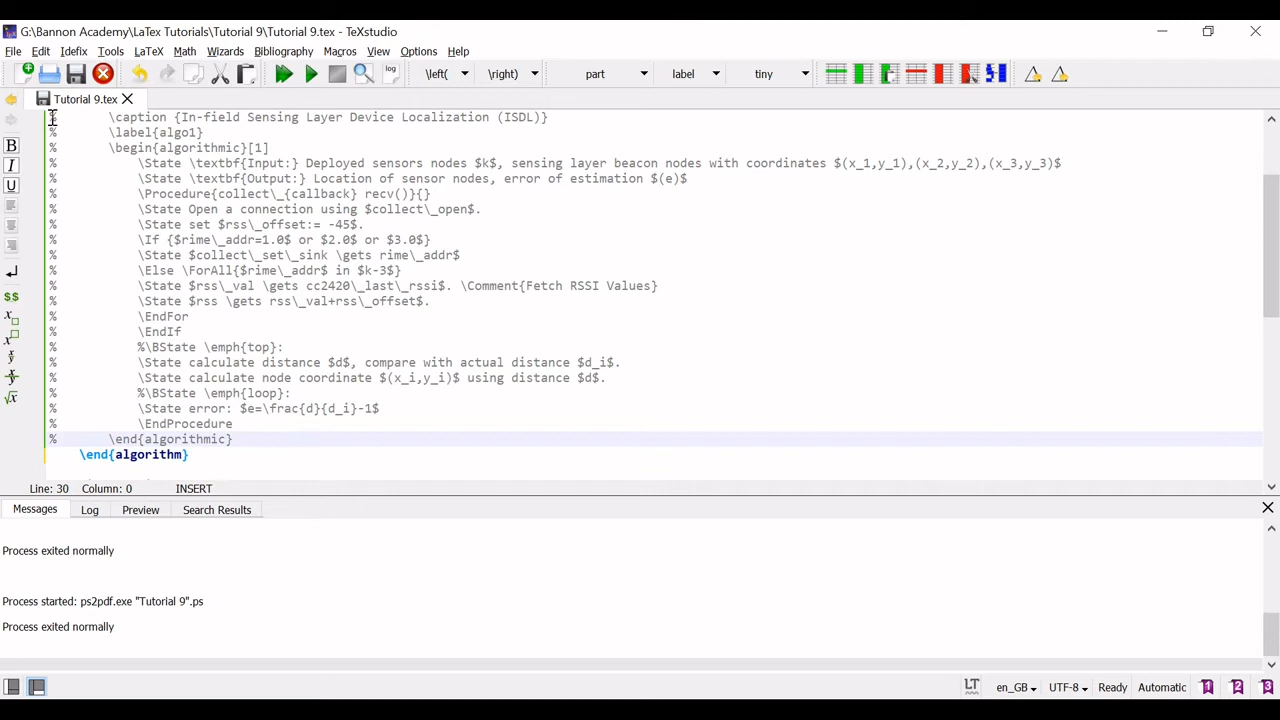 G:\Bannon Academy\LaTex Tutorials\Tutorial 9\Tutorial 9.tex - TeXstudio
File Edit Idefix Tools LaTeX Math Wizards Bibliography Macros View Options Help
\left( \right) part label tiny
Tutorial 9.tex
% \caption {In-field Sensing Layer Device Localization (ISDL)}
% \label{algo1}
% \begin{algorithmic}[1]
% \State \textbf{Input:} Deployed sensors nodes $k$, sensing layer beacon nodes with coordinates $(x_1,y_1),(x_2,y_2),(x_3,y_3)$
% \State \textbf{Output:} Location of sensor nodes, error of estimation $(e)$
% \Procedure{collect\_{callback} recv()}{}
% \State Open a connection using $collect\_open$.
% \State set $rss\_offset:= -45$.
% \If {$rime\_addr=1.0$ or $2.0$ or $3.0$}
% \State $collect\_set\_sink \gets rime\_addr$
% \Else \ForAll{$rime\_addr$ in $k-3$}
% \State $rss\_val \gets cc2420\_last\_rssi$. \Comment{Fetch RSSI Values}
% \State $rss \gets rss\_val+rss\_offset$.
% \EndFor
% \EndIf
% %\BState \emph{top}:
% \State calculate distance $d$, compare with actual distance $d_i$.
% \State calculate node coordinate $(x_i,y_i)$ using distance $d$.
% %\BState \emph{loop}:
% \State error: $e=\frac{d}{d_i}-1$
% \EndProcedure
% \end{algorithmic}
\end{algorithm}
Line: 30 Column: 0 INSERT
Messages Log Preview Search Results
Process exited normally
Process started: ps2pdf.exe "Tutorial 9".ps
Process exited normally
LT en_GB UTF-8 Ready Automatic 1 2 3